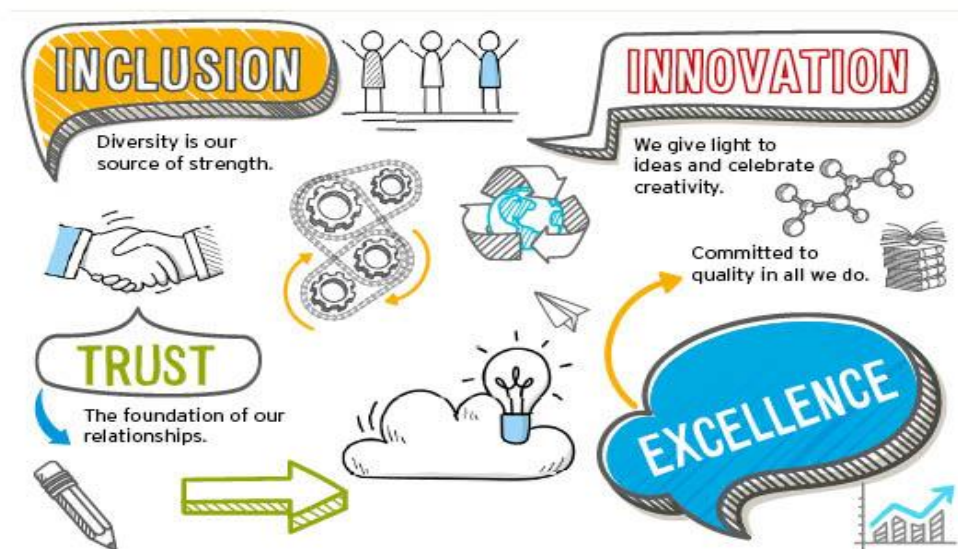 INCLUSION
Diversity is our
source of strength.
INNOVATION
We give light to
ideas and celebrate
creativity.
TRUST
The foundation of our
relationships.
Committed to
quality in all we do.
EXCELLENCE